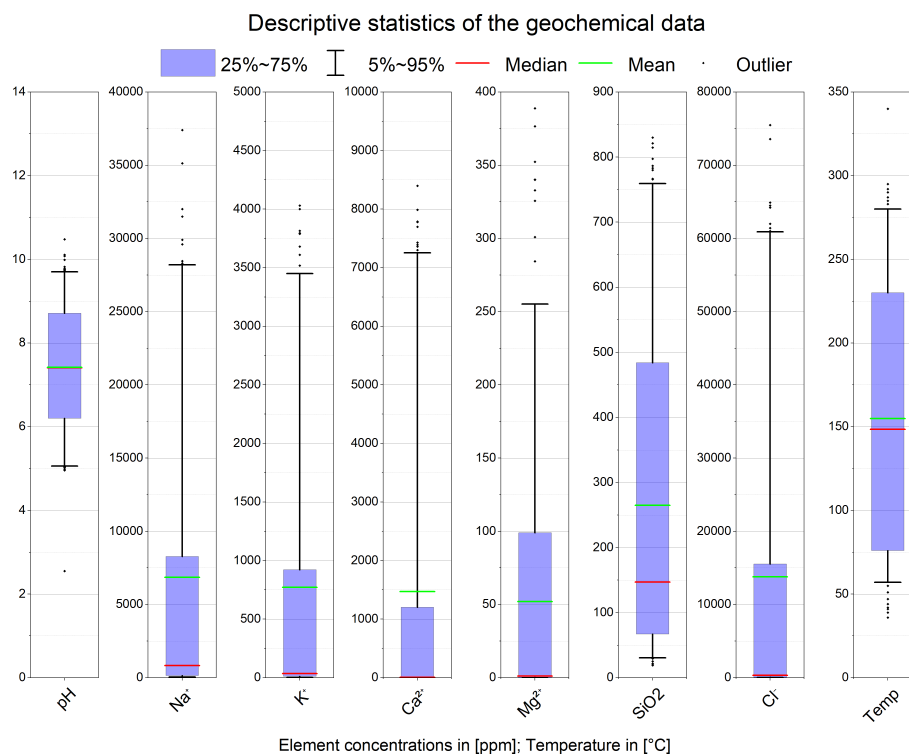 Descriptive statistics of the geochemical data
25%~75% 5%~95% Median Mean Outlier
14 40000 5000 10000 400 900 80000 350
12 35000 4500 9000 350 800 70000 300
10 30000 4000 8000 300 700 60000 250
8 25000 3500 7000 250 600 50000 200
6 20000 3000 6000 200 500 40000 150
4 15000 2500 5000 150 400 30000 100
2 10000 2000 4000 100 300 20000 50
0 5000 1500 3000 50 200 10000 0
0 1000 2000 0 100 0
500 1000 0
0 0
pH Na⁺ K⁺ Ca²⁺ Mg²⁺ SiO2 Cl⁻ Temp
Element concentrations in [ppm]; Temperature in [°C]